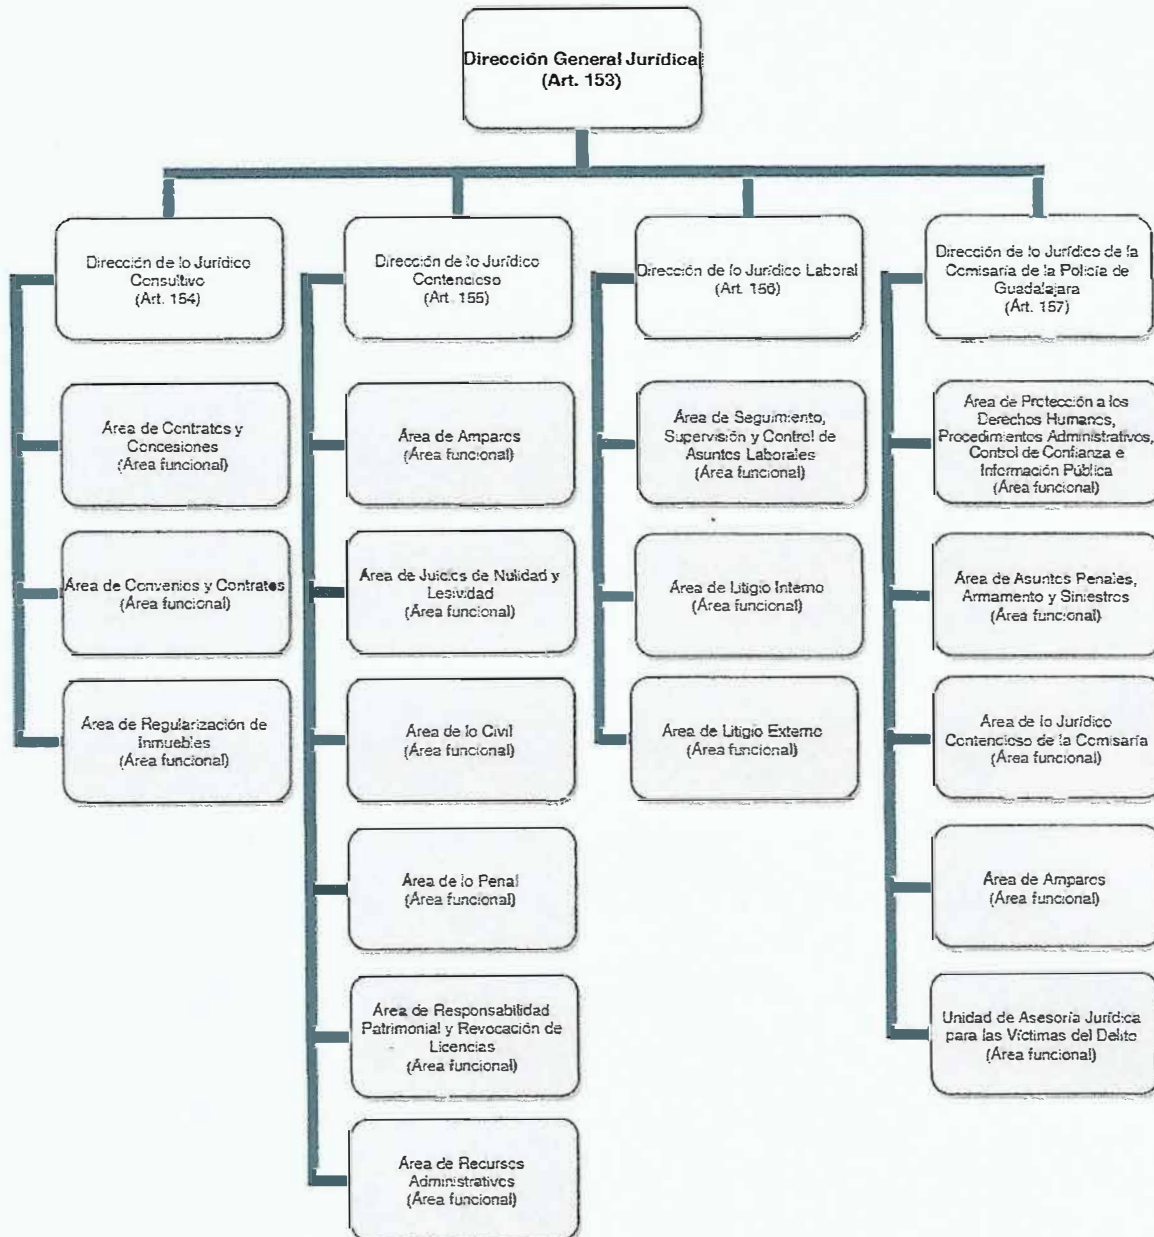 Dirección General Jurídica
(Art. 153)
Dirección de lo Jurídico
Consultivo
(Art. 154)
Área de Contratos y
Concesiones
(Área funcional)
Área de Convenios y Contratos
(Área funcional)
Área de Regularización de
Inmuebles
(Área funcional)
Dirección de lo Jurídico
Contencioso
(Art. 155)
Área de Amparos
(Área funcional)
Área de Juicios de Nulidad y
Lesividad
(Área funcional)
Área de lo Civil
(Área funcional)
Área de lo Penal
(Área funcional)
Área de Responsabilidad
Patrimonial y Revocación de
Licencias
(Área funcional)
Área de Recursos
Administrativos
(Área funcional)
Dirección de lo Jurídico Laboral
(Art. 156)
Área de Seguimiento,
Supervisión y Control de
Asuntos Laborales
(Área funcional)
Área de Litigio Interno
(Área funcional)
Área de Litigio Externo
(Área funcional)
Dirección de lo Jurídico de la
Comisaría de la Policía de
Guadalajara
(Art. 157)
Área de Protección a los
Derechos Humanos,
Procedimientos Administrativos,
Control de Confianza e
Información Pública
(Área funcional)
Área de Asuntos Penales,
Armamento y Siniestros
(Área funcional)
Área de lo Jurídico
Contencioso de la Comisaría
(Área funcional)
Área de Amparos
(Área funcional)
Unidad de Asesoría Jurídica
para las Víctimas del Delito
(Área funcional)